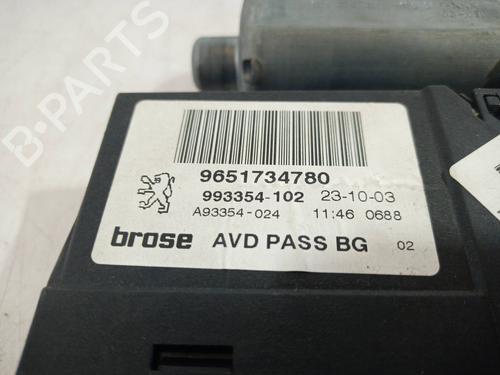 B-PARTS
9651734780
993354-102 23-10-03
A93354-024 11:46 0688
brose AVD PASS BG 02